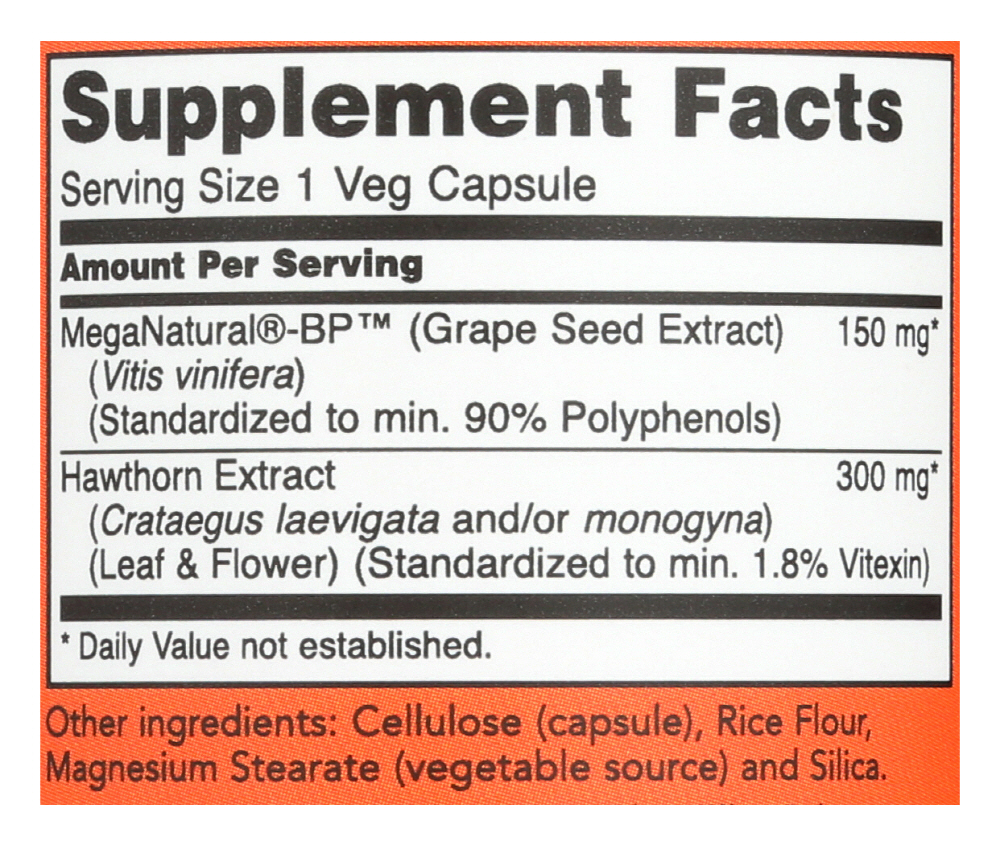 Supplement Facts
Serving Size 1 Veg Capsule
Amount Per Serving
MegaNatural®-BP™ (Grape Seed Extract) 150 mg*
(Vitis vinifera)
(Standardized to min. 90% Polyphenols)
Hawthorn Extract 300 mg*
(Crataegus laevigata and/or monogyna)
(Leaf & Flower) (Standardized to min. 1.8% Vitexin)
* Daily Value not established.
Other ingredients: Cellulose (capsule), Rice Flour,
Magnesium Stearate (vegetable source) and Silica.